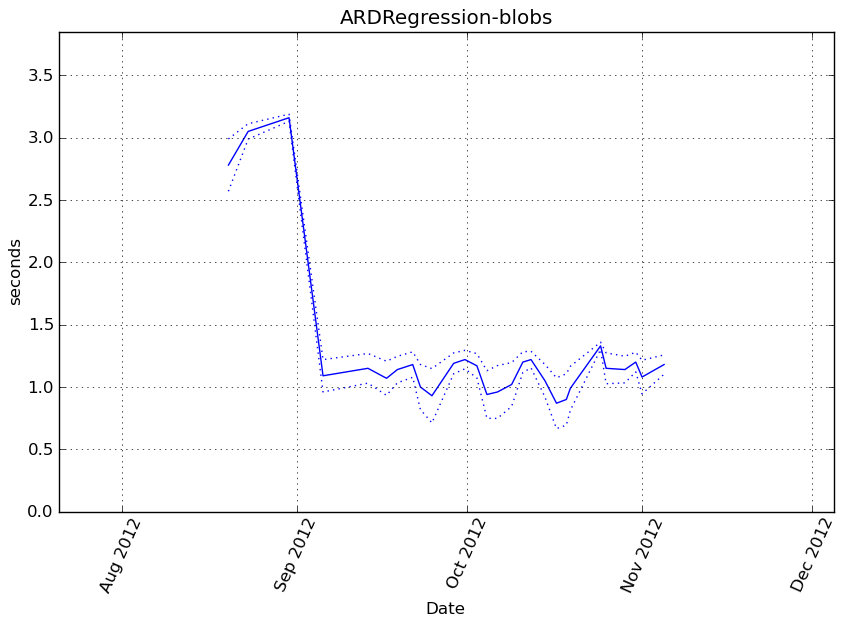 ARDRegression-blobs
seconds
3.5
3.0
2.5
2.0
1.5
1.0
0.5
0.0
Aug 2012
Sep 2012
Oct 2012
Nov 2012
Dec 2012
Date